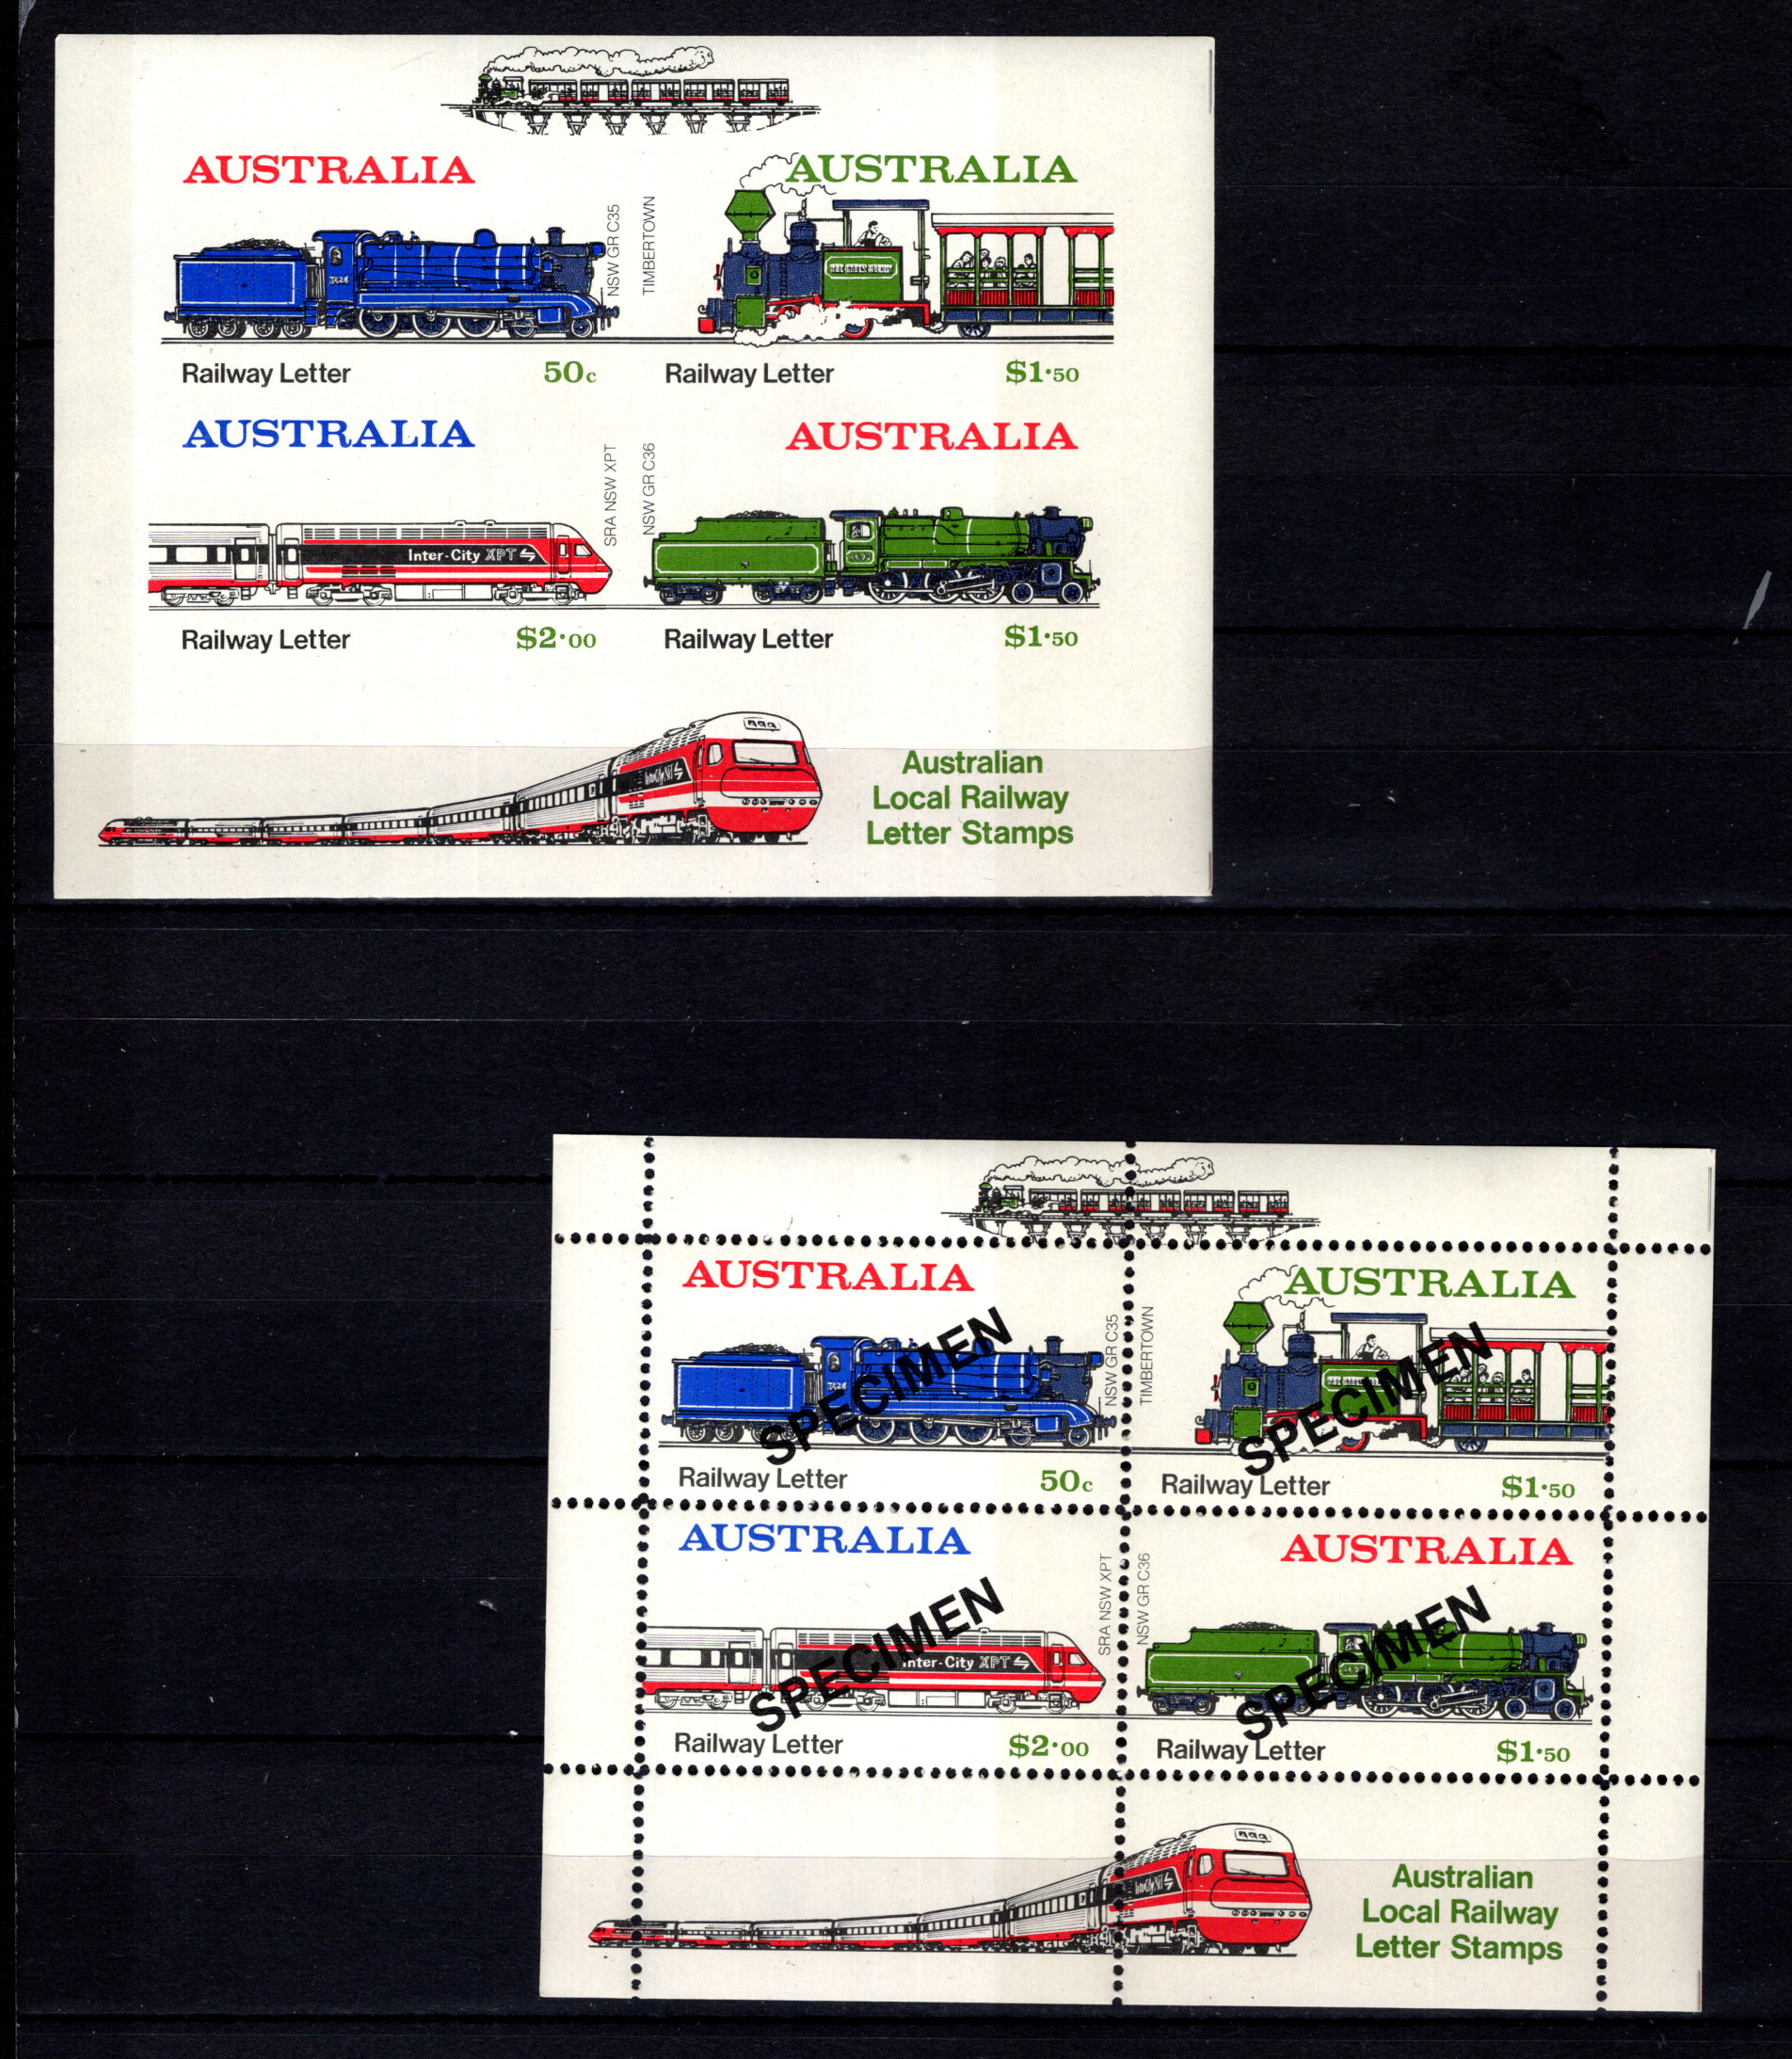 AUSTRALIA
AUSTRALIA
NSW GR C35
TIMBERTOWN
Railway Letter
50c
Railway Letter
$1·50
AUSTRALIA
AUSTRALIA
SRA NSW XPT
NSW GR C36
Inter-City XPT
Railway Letter
$2·00
Railway Letter
$1·50
Australian
Local Railway
Letter Stamps
AUSTRALIA
AUSTRALIA
NSW GR C35
TIMBERTOWN
SPECIMEN
SPECIMEN
Railway Letter
50c
Railway Letter
$1·50
AUSTRALIA
AUSTRALIA
SRA NSW XPT
NSW GR C36
SPECIMEN
SPECIMEN
Inter-City XPT
Railway Letter
$2·00
Railway Letter
$1·50
Australian
Local Railway
Letter Stamps